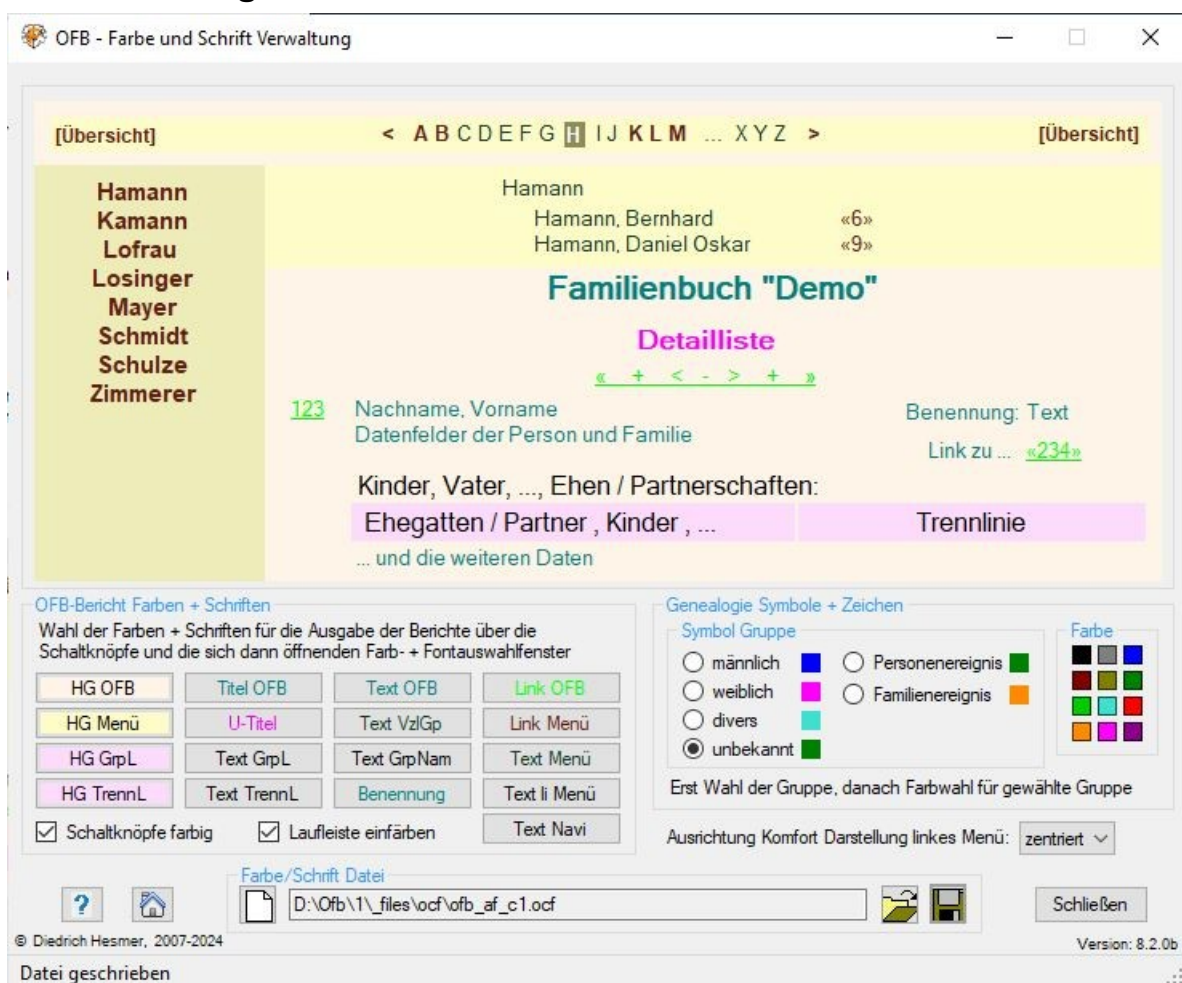 OFB - Farbe und Schrift Verwaltung
[Übersicht] < A B C D E F G H I J K L M ... X Y Z > [Übersicht]
Hamann
Kamann
Lofrau
Losinger
Mayer
Schmidt
Schulze
Zimmerer
Hamann
Hamann, Bernhard «6»
Hamann, Daniel Oskar «9»
Familienbuch "Demo"
Detailliste
« + < - > + »
123 Nachname, Vorname Benennung: Text
Datenfelder der Person und Familie
Link zu ... «234»
Kinder, Vater, ..., Ehen / Partnerschaften:
Ehegatten / Partner , Kinder , ... Trennlinie
... und die weiteren Daten
OFB-Bericht Farben + Schriften
Wahl der Farben + Schriften für die Ausgabe der Berichte über die
Schaltknöpfe und die sich dann öffnenden Farb- + Fontauswahlfenster
HG OFB Titel OFB Text OFB Link OFB
HG Menü U-Titel Text VzlGp Link Menü
HG GrpL Text GrpL Text GrpNam Text Menü
HG TrennL Text TrennL Benennung Text li Menü
Schaltknöpfe farbig Laufleiste einfärben Text Navi
Genealogie Symbole + Zeichen
Symbol Gruppe Farbe
männlich Personenereignis
weiblich Familienereignis
divers
unbekannt
Erst Wahl der Gruppe, danach Farbwahl für gewählte Gruppe
Ausrichtung Komfort Darstellung linkes Menü: zentriert
Farbe/Schrift Datei
? D:\Ofb\1\_files\ocf\ofb_af_c1.ocf Schließen
© Diedrich Hesmer, 2007-2024 Version: 8.2.0b
Datei geschrieben